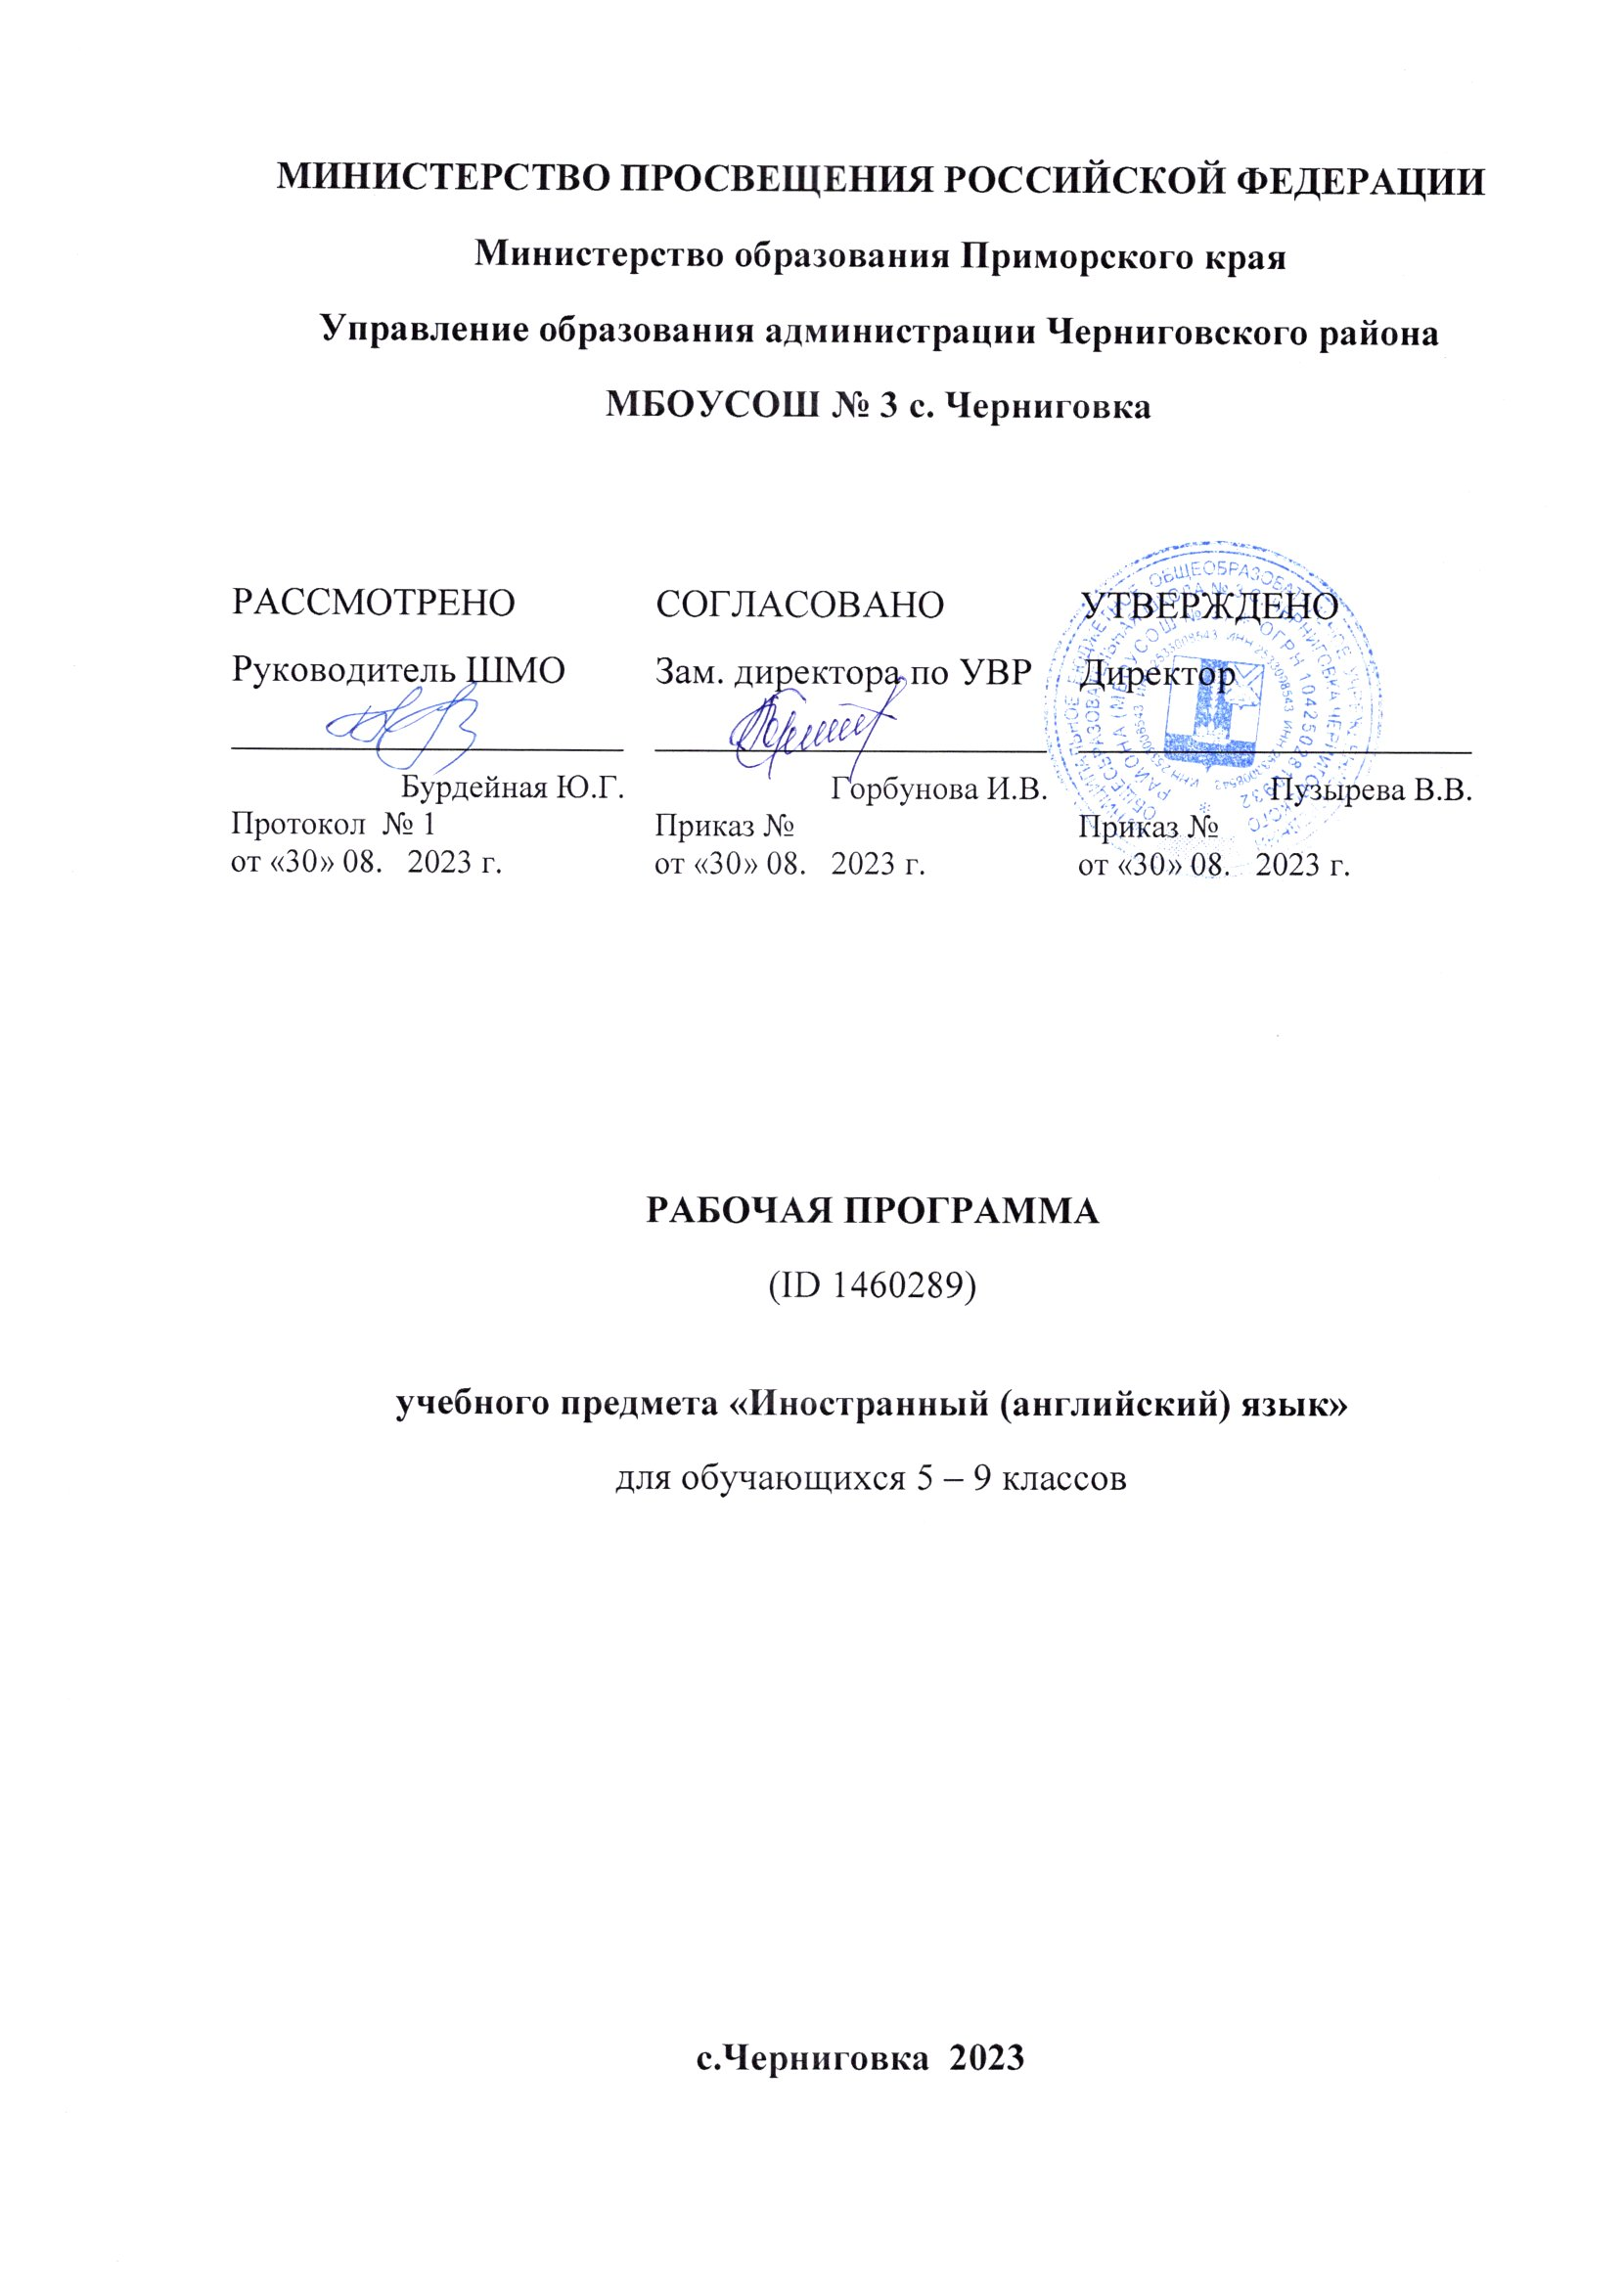 МИНИСТЕРСТВО ПРОСВЕЩЕНИЯ РОССИЙСКОЙ ФЕДЕРАЦИИ
Министерство образования Приморского края
Управление образования администрации Черниговского района
МБОУСОШ № 3 с. Черниговка
РАССМОТРЕНО
Руководитель ШМО
Бурдейная Ю.Г.
Протокол № 1
от «30» 08. 2023 г.
СОГЛАСОВАНО
Зам. директора по УВР
Горбунова И.В.
Приказ №
от «30» 08. 2023 г.
УТВЕРЖДЕНО
Директор
Пузырева В.В.
Приказ №
от «30» 08. 2023 г.
РАБОЧАЯ ПРОГРАММА
(ID 1460289)
учебного предмета «Иностранный (английский) язык»
для обучающихся 5 – 9 классов
с.Черниговка 2023